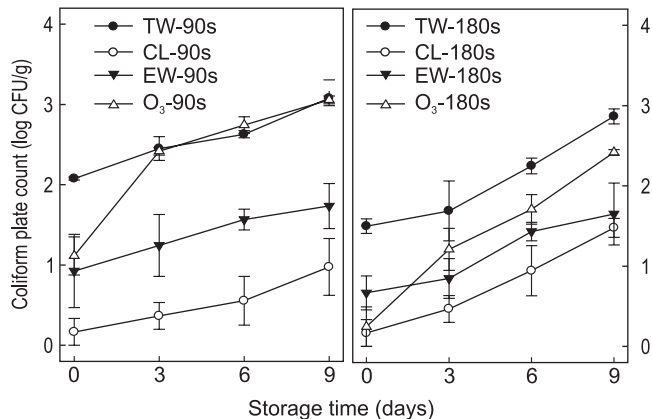 Coliform plate count (log CFU/g)
4
3
2
1
0
TW-90s
CL-90s
EW-90s
O₃-90s
0 3 6 9
TW-180s
CL-180s
EW-180s
O₃-180s
4
3
2
1
0
0 3 6 9
Storage time (days)